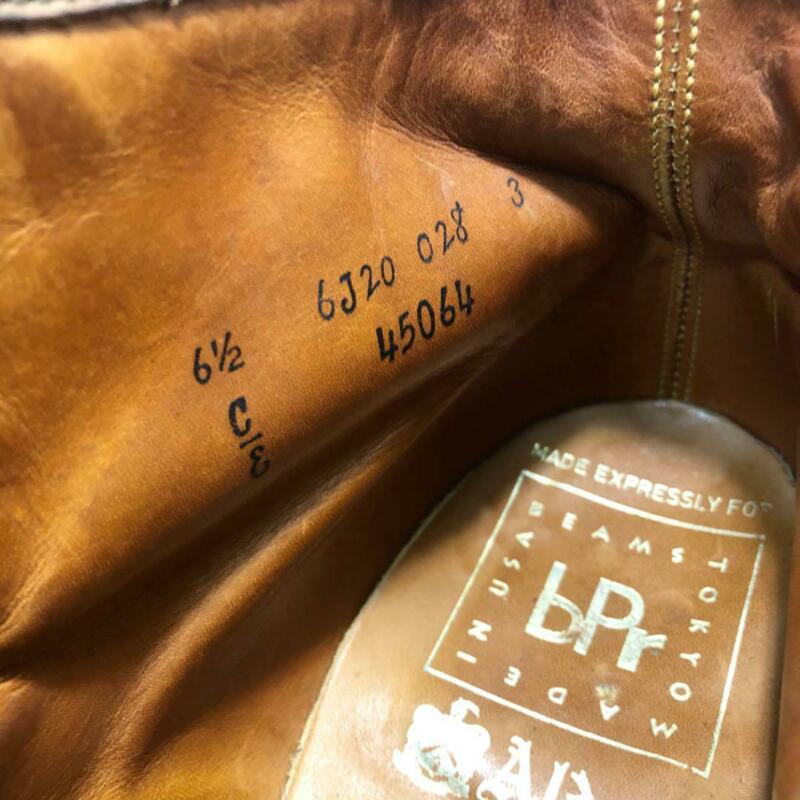 3
6J20 028
45064
6½
C/E
MADE EXPRESSLY FOR
BEAMS TOKYO
MADE IN USA
bPr